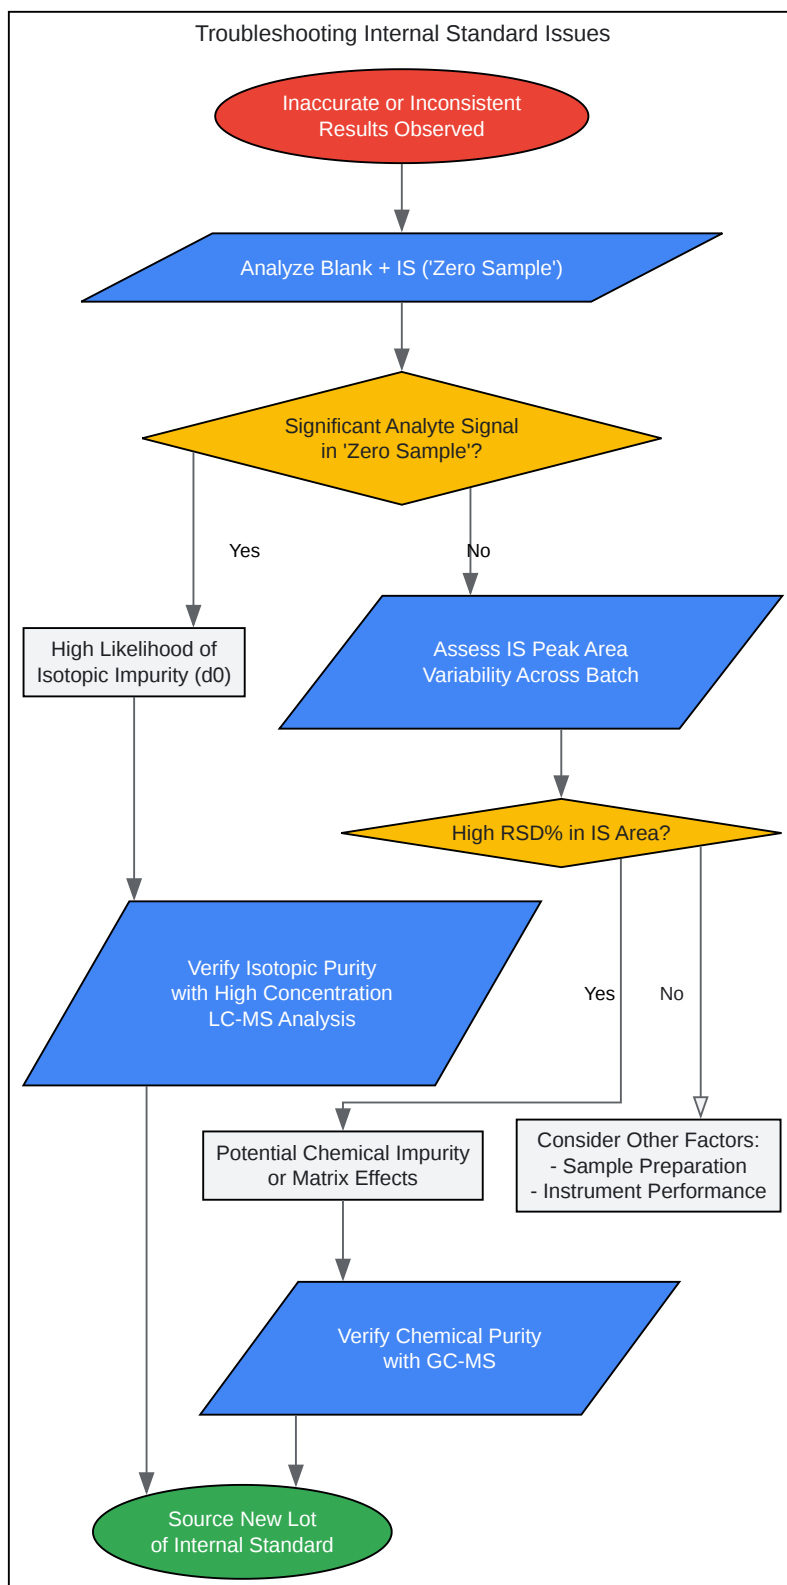 Troubleshooting Internal Standard Issues
Inaccurate or Inconsistent
Results Observed
Analyze Blank + IS ('Zero Sample')
Significant Analyte Signal
in 'Zero Sample'?
Yes
No
High Likelihood of
Isotopic Impurity (d0)
Assess IS Peak Area
Variability Across Batch
High RSD% in IS Area?
Verify Isotopic Purity
with High Concentration
LC-MS Analysis
Yes
No
Potential Chemical Impurity
or Matrix Effects
Consider Other Factors:
- Sample Preparation
- Instrument Performance
Verify Chemical Purity
with GC-MS
Source New Lot
of Internal Standard